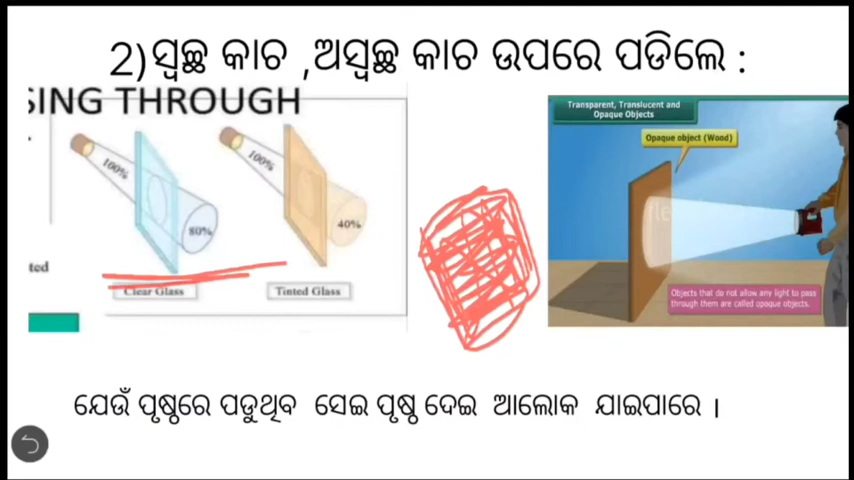 2) ସ୍ୱଚ୍ଛ କାଚ ,ଅସ୍ୱଚ୍ଛ କାଚ ଉପରେ ପଡିଲେ :
SING THROUGH
100%
80%
100%
40%
ted
Clear Glass
Tinted Glass
Transparent, Translucent and
Opaque Objects
Opaque object (Wood)
Objects that do not allow any light to pass
through them are called opaque objects.
ଯେଉଁ ପୃଷ୍ଠରେ ପଡୁଥିବ ସେଇ ପୃଷ୍ଠ ଦେଇ ଆଲୋକ ଯାଇପାରେ ।